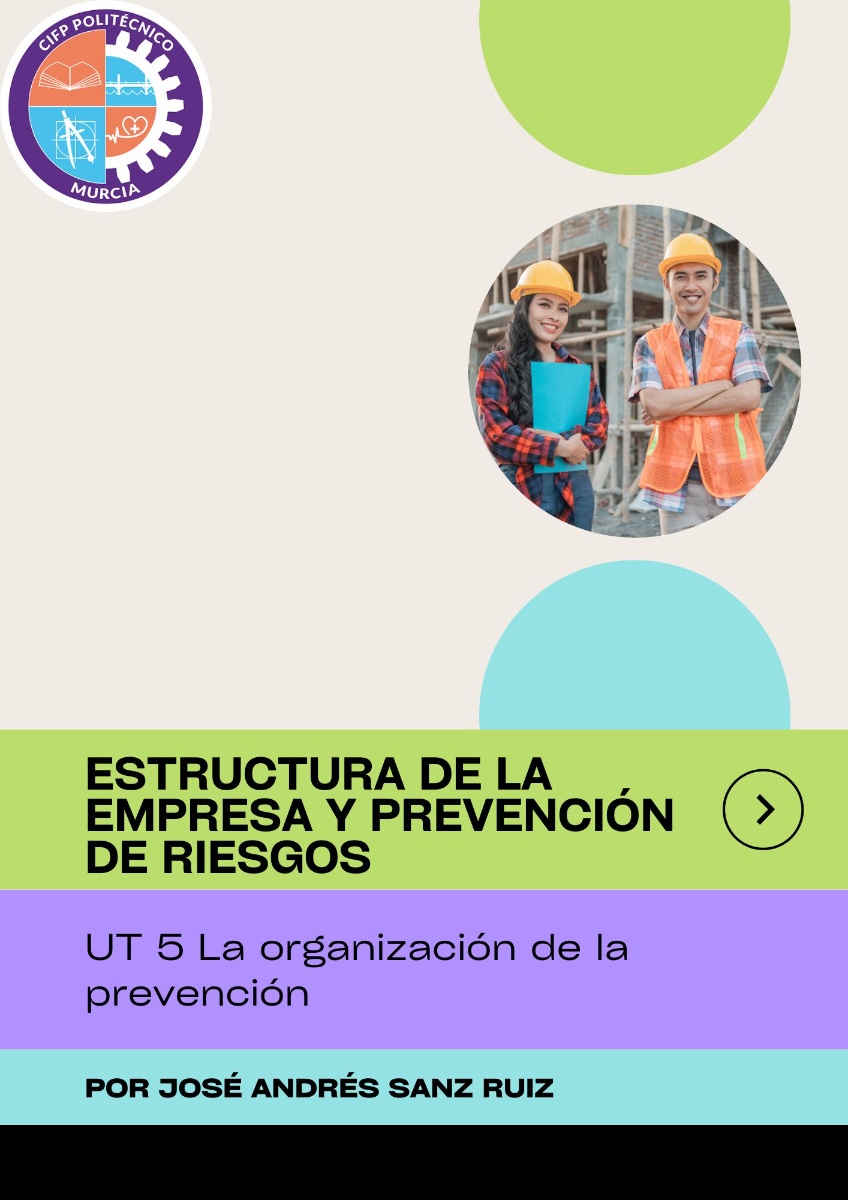 CIFP POLITÉCNICO
MURCIA
ESTRUCTURA DE LA
EMPRESA Y PREVENCIÓN
DE RIESGOS
UT 5 La organización de la
prevención
POR JOSÉ ANDRÉS SANZ RUIZ